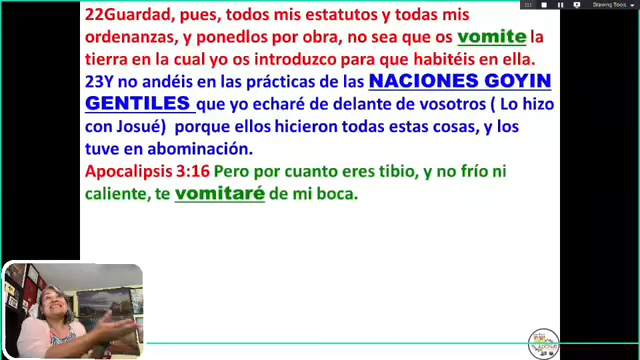 22Guardad, pues, todos mis estatutos y todas mis
ordenanzas, y ponedlos por obra, no sea que os vomite la
tierra en la cual yo os introduzco para que habitéis en ella.
23Y no andéis en las prácticas de las NACIONES GOYIN
GENTILES que yo echaré de delante de vosotros ( Lo hizo
con Josué) porque ellos hicieron todas estas cosas, y los
tuve en abominación.
Apocalipsis 3:16 Pero por cuanto eres tibio, y no frío ni
caliente, te vomitaré de mi boca.